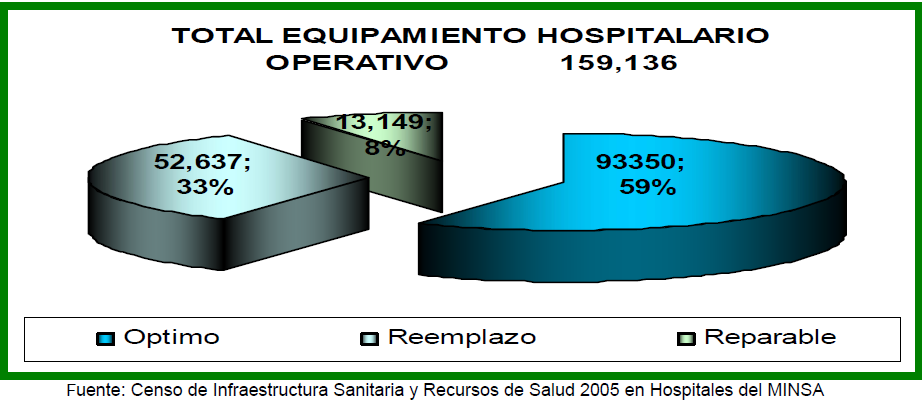 TOTAL EQUIPAMIENTO HOSPITALARIO
OPERATIVO 159,136
13,149;
8%
52,637;
33%
93350;
59%
Optimo Reemplazo Reparable
Fuente: Censo de Infraestructura Sanitaria y Recursos de Salud 2005 en Hospitales del MINSA